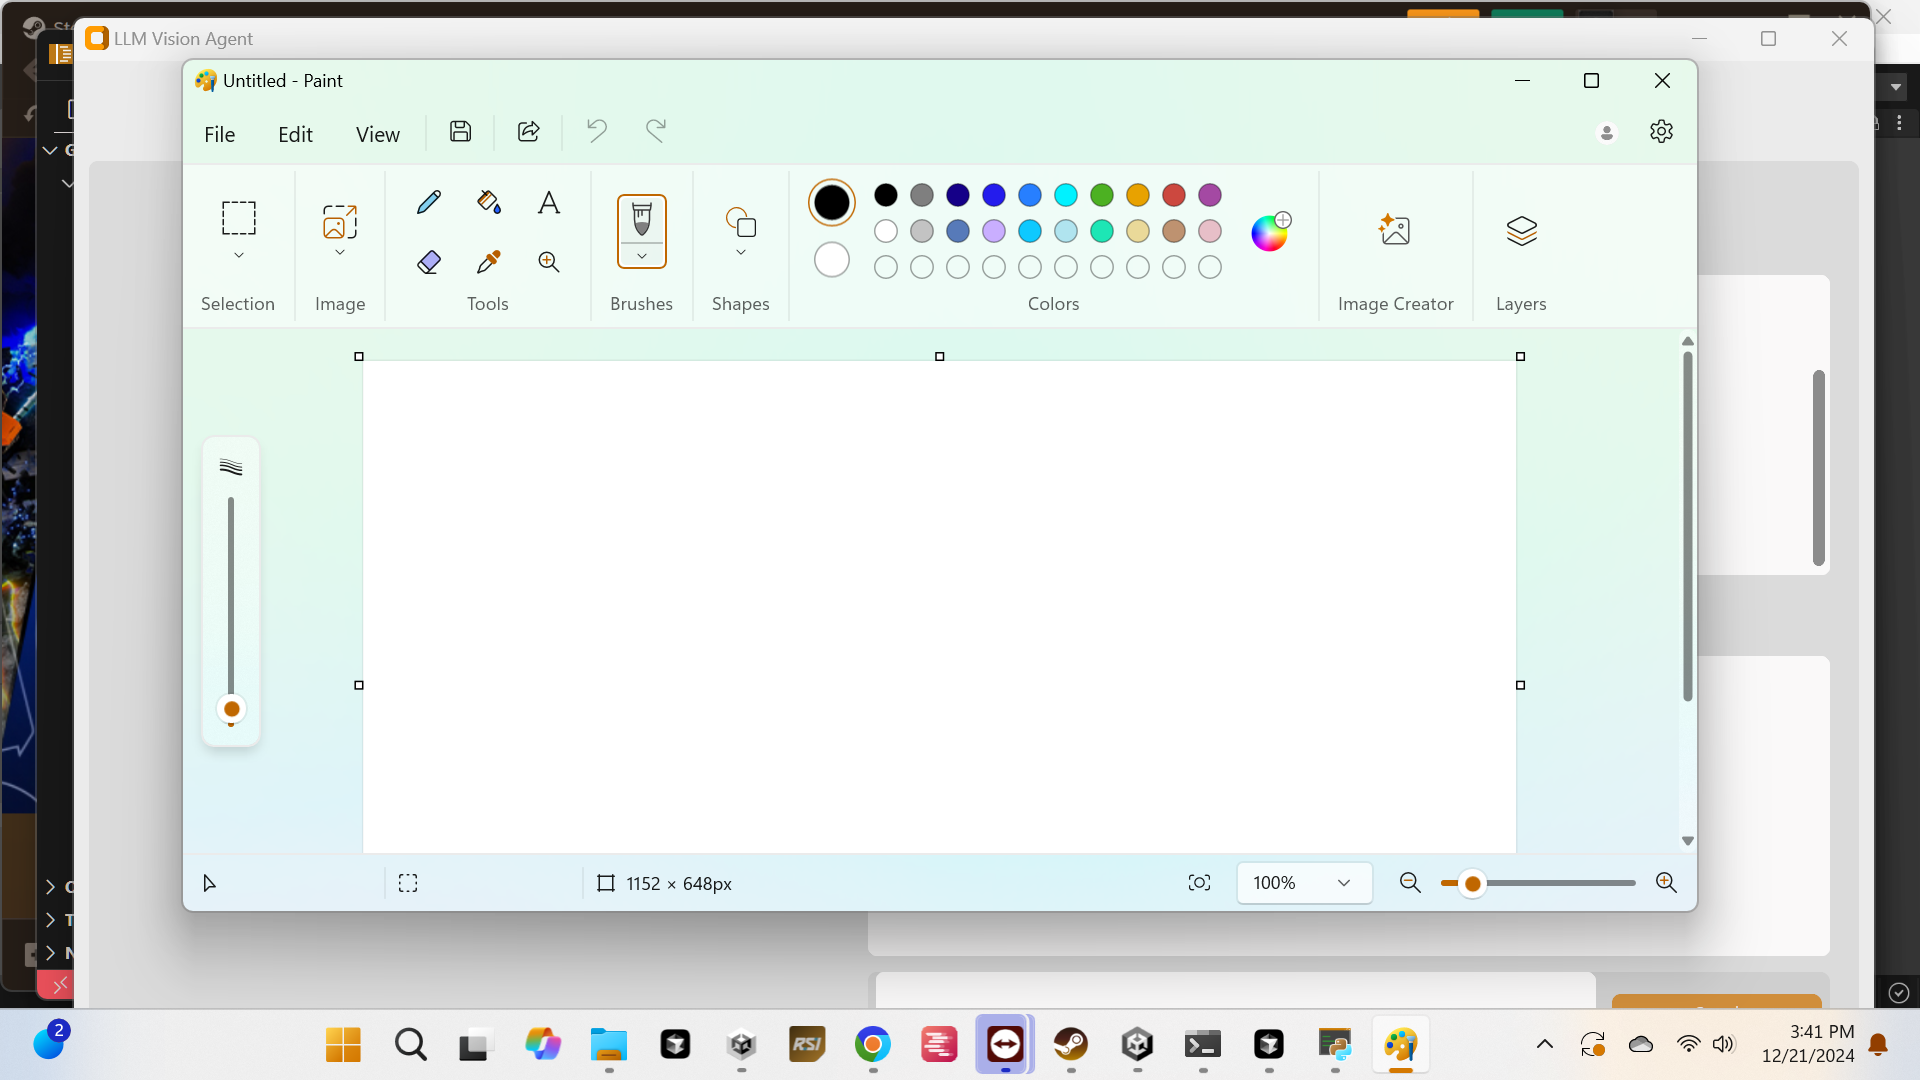 LLM Vision Agent
Untitled - Paint
File Edit View
Selection Image Tools Brushes Shapes Colors Image Creator Layers
1152 × 648px
100%
2
RSI
3:41 PM
12/21/2024